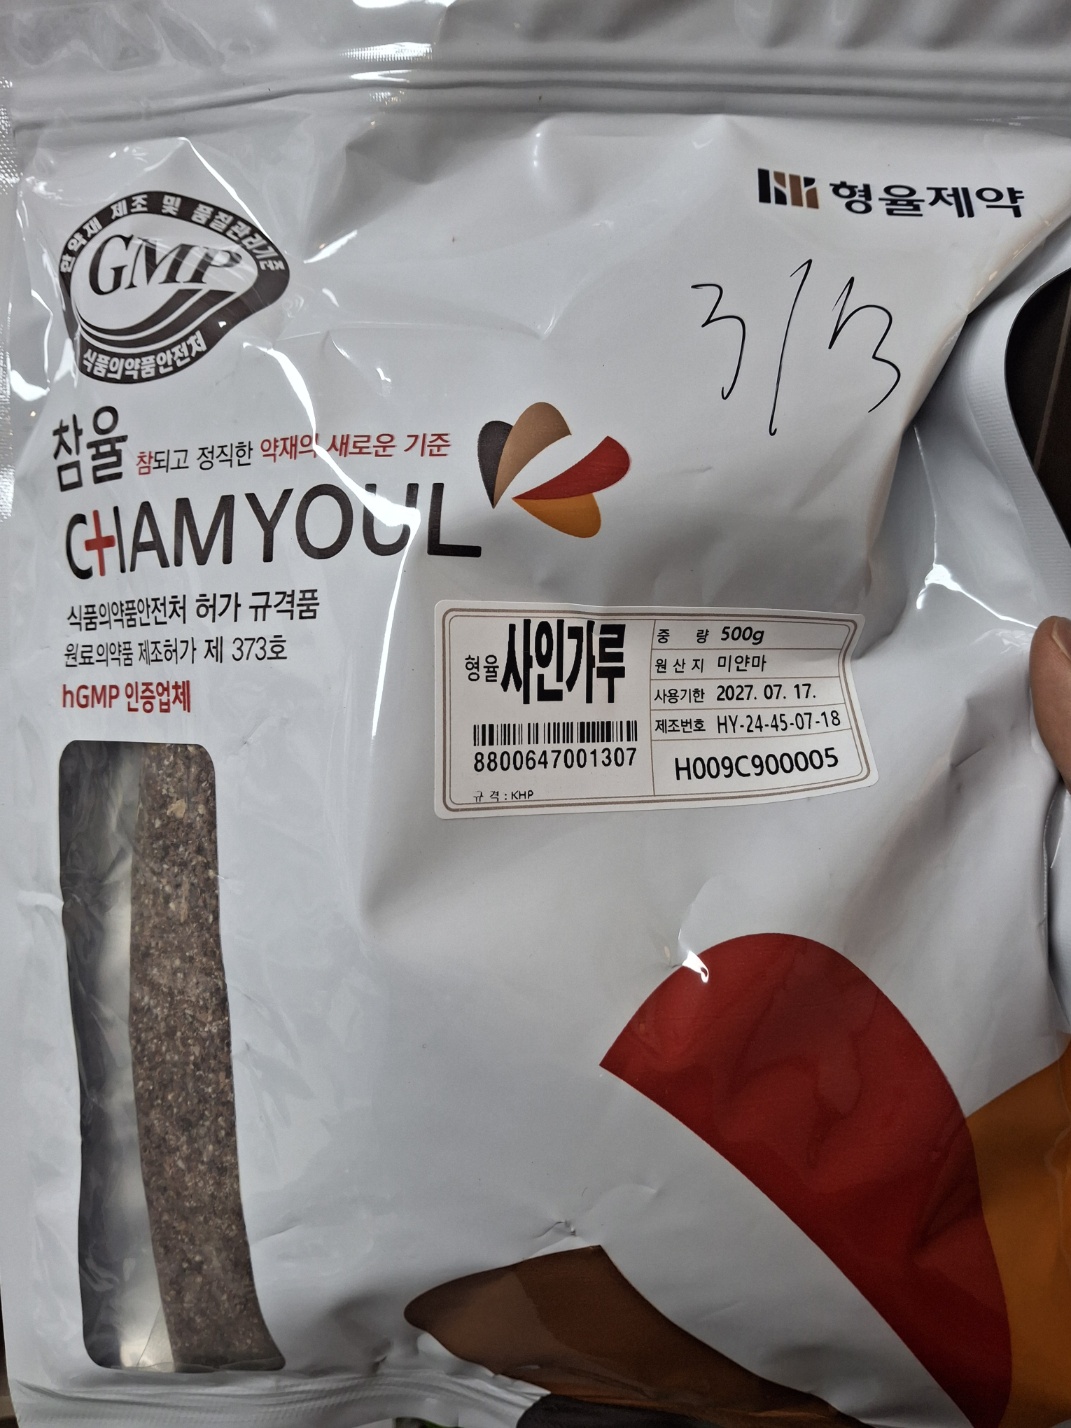 한약재 제조 및 품질관리기준
GMP
식품의약품안전처
형율제약
3/13
참율 참되고 정직한 약재의 새로운 기준
CHAMYOUL
식품의약품안전처 허가 규격품
원료의약품 제조허가 제 373호
hGMP 인증업체
형율 사인가루
8800647001307
규격:KHP
중 량 500g
원산지 미얀마
사용기한 2027. 07. 17.
제조번호 HY-24-45-07-18
H009C900005